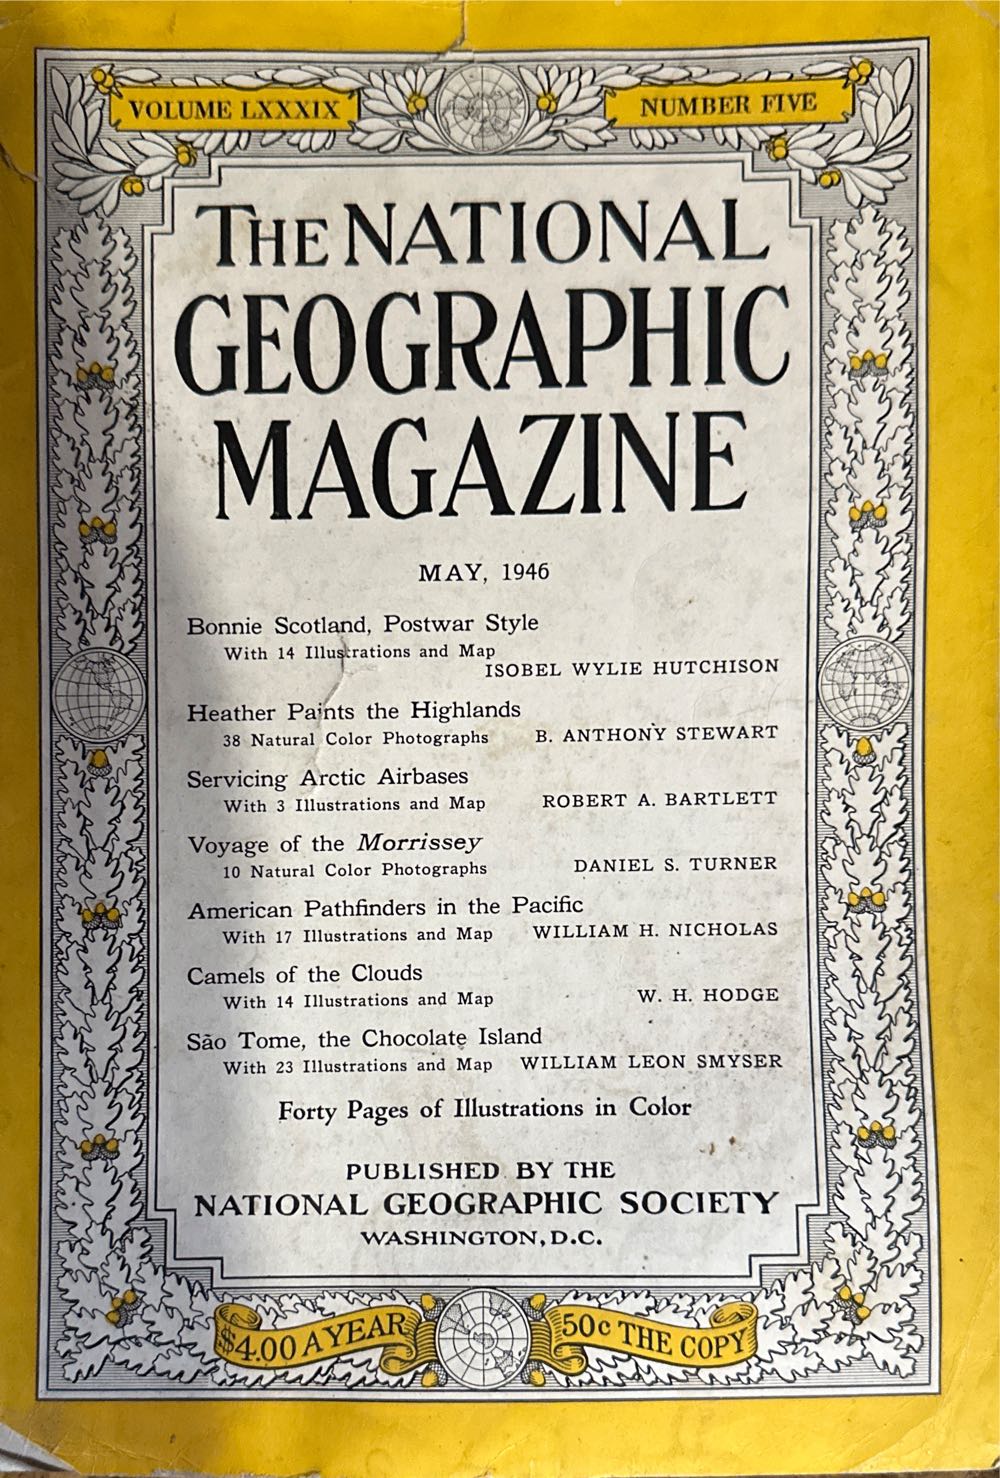 VOLUME LXXXIX
NUMBER FIVE
THE NATIONAL
GEOGRAPHIC
MAGAZINE
MAY, 1946
Bonnie Scotland, Postwar Style
With 14 Illustrations and Map
ISOBEL WYLIE HUTCHISON
Heather Paints the Highlands
38 Natural Color Photographs B. ANTHONY STEWART
Servicing Arctic Airbases
With 3 Illustrations and Map ROBERT A. BARTLETT
Voyage of the Morrissey
10 Natural Color Photographs DANIEL S. TURNER
American Pathfinders in the Pacific
With 17 Illustrations and Map WILLIAM H. NICHOLAS
Camels of the Clouds
With 14 Illustrations and Map W. H. HODGE
São Tome, the Chocolate Island
With 23 Illustrations and Map WILLIAM LEON SMYSER
Forty Pages of Illustrations in Color
PUBLISHED BY THE
NATIONAL GEOGRAPHIC SOCIETY
WASHINGTON, D.C.
$4.00 A YEAR
50c THE COPY